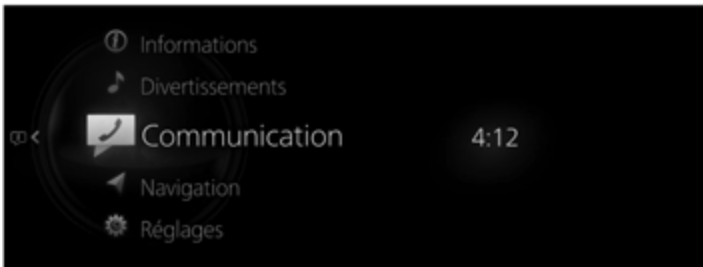 Informations
Divertissements
Communication
4:12
Navigation
Réglages